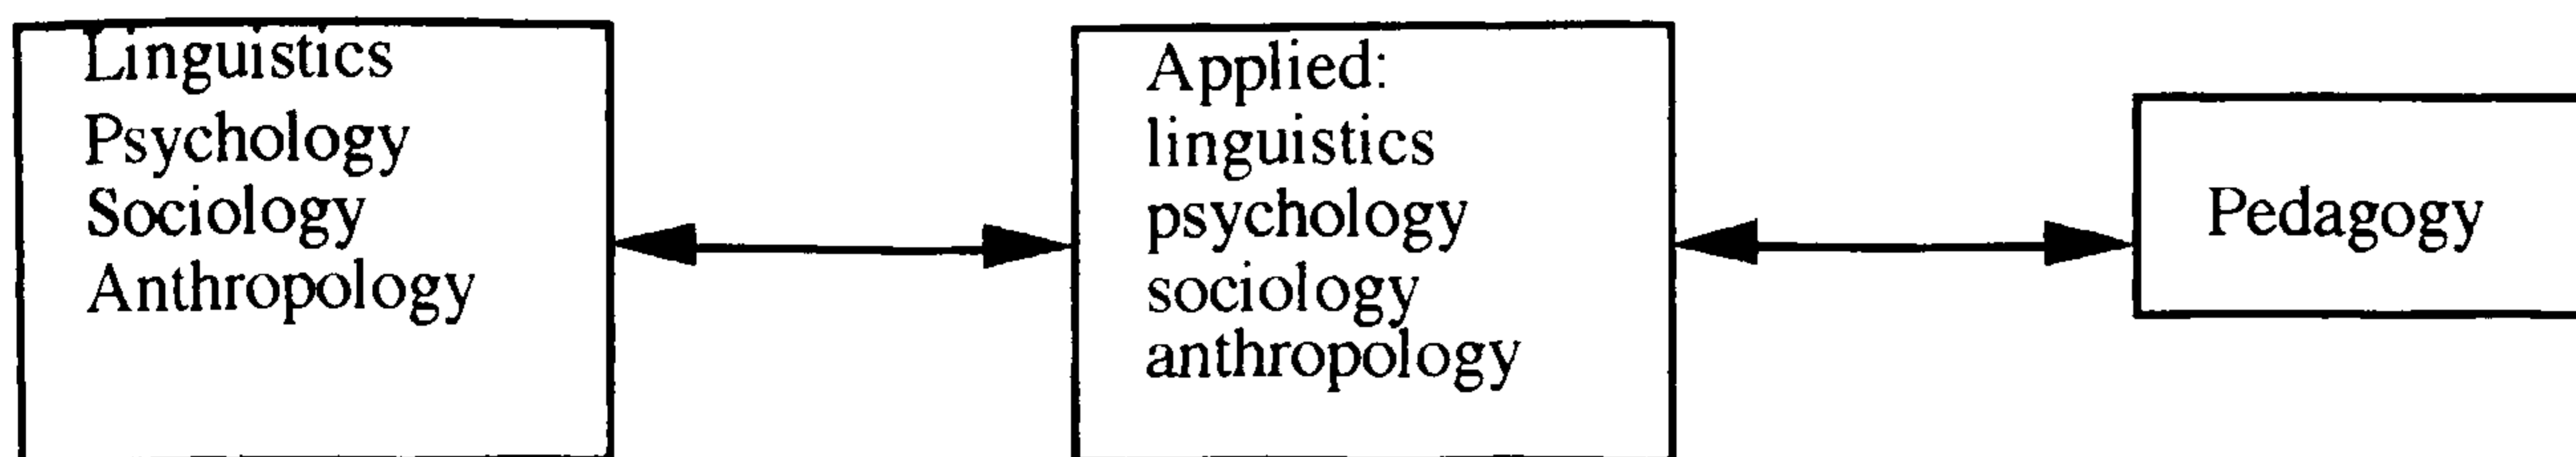 Linguistics
Psychology
Sociology
Anthropology
Applied:
linguistics
psychology
sociology
anthropology
Pedagogy